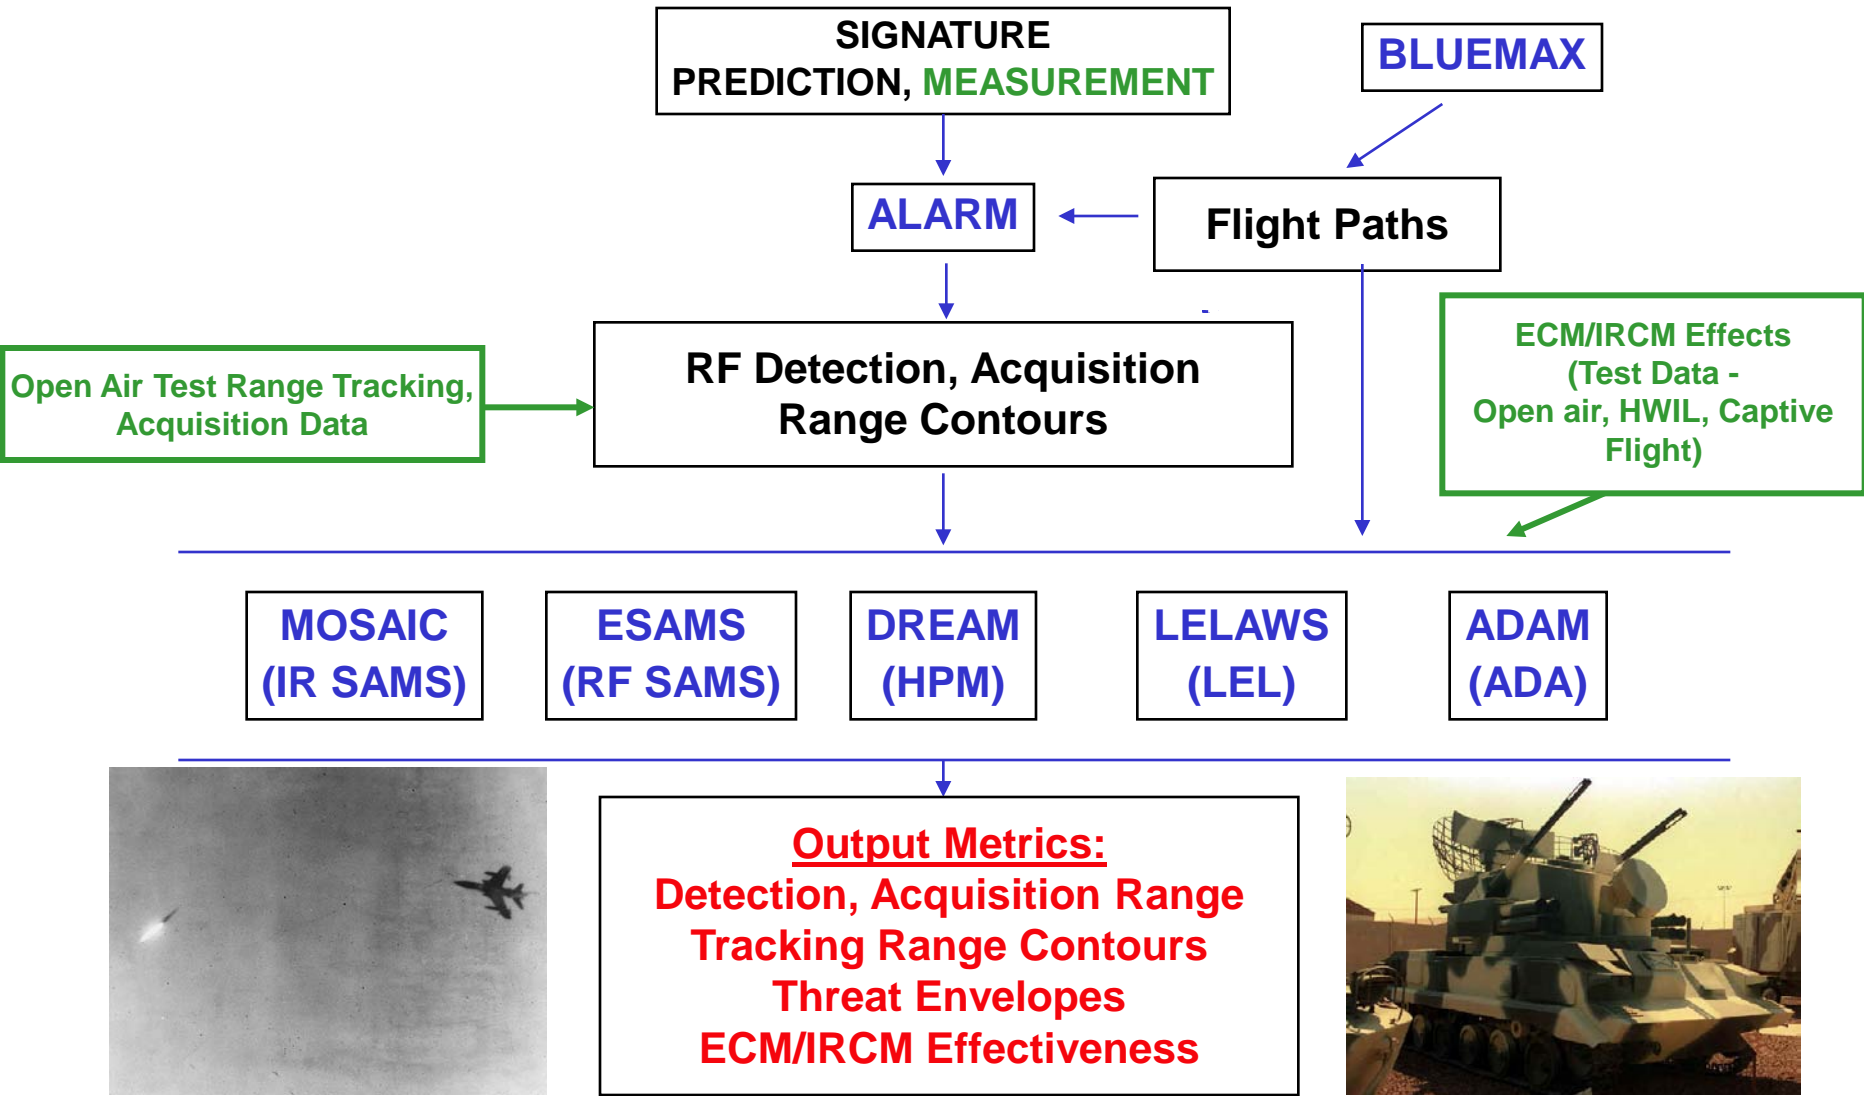 SIGNATURE
PREDICTION, MEASUREMENT
BLUEMAX
ALARM
Flight Paths
Open Air Test Range Tracking,
Acquisition Data
RF Detection, Acquisition
Range Contours
ECM/IRCM Effects
(Test Data -
Open air, HWIL, Captive
Flight)
MOSAIC
(IR SAMS)
ESAMS
(RF SAMS)
DREAM
(HPM)
LELAWS
(LEL)
ADAM
(ADA)
Output Metrics:
Detection, Acquisition Range
Tracking Range Contours
Threat Envelopes
ECM/IRCM Effectiveness